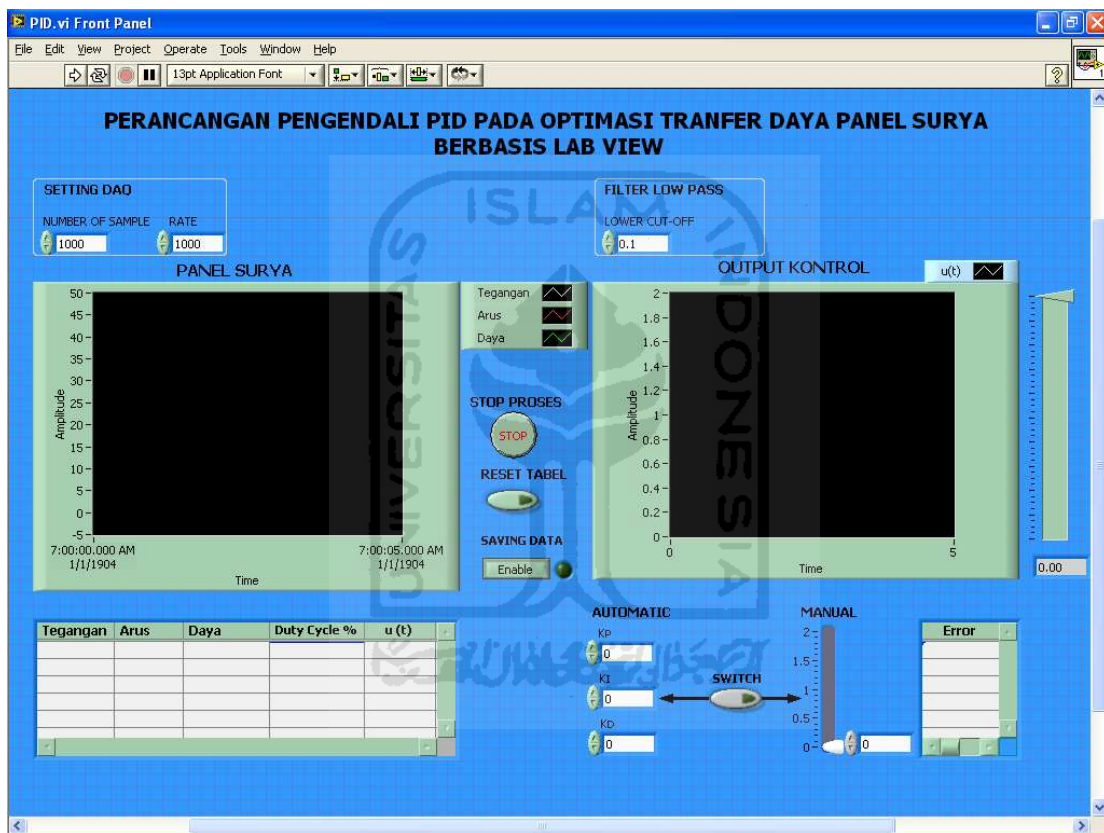 PID.vi Front Panel
File Edit View Project Operate Tools Window Help
13pt Application Font
1
PERANCANGAN PENGENDALI PID PADA OPTIMASI TRANFER DAYA PANEL SURYA
BERBASIS LAB VIEW
SETTING DAQ
NUMBER OF SAMPLE RATE
1000 1000
FILTER LOW PASS
LOWER CUT-OFF
0.1
PANEL SURYA
Amplitude
50
45
40
35
30
25
20
15
10
5
0
-5
7:00:00.000 AM 7:00:05.000 AM
1/1/1904 1/1/1904
Time
Tegangan
Arus
Daya
STOP PROSES
STOP
RESET TABEL
SAVING DATA
Enable
OUTPUT KONTROL
u(t)
Amplitude
2
1.8
1.6
1.4
1.2
1
0.8
0.6
0.4
0.2
0
0 5
Time
0.00
Tegangan Arus Daya Duty Cycle % u (t)
AUTOMATIC
KP
0
KI
0
KD
0
SWITCH
MANUAL
2
1.5
1
0.5
0
0
Error
UNIVERSITAS ISLAM INDONESIA